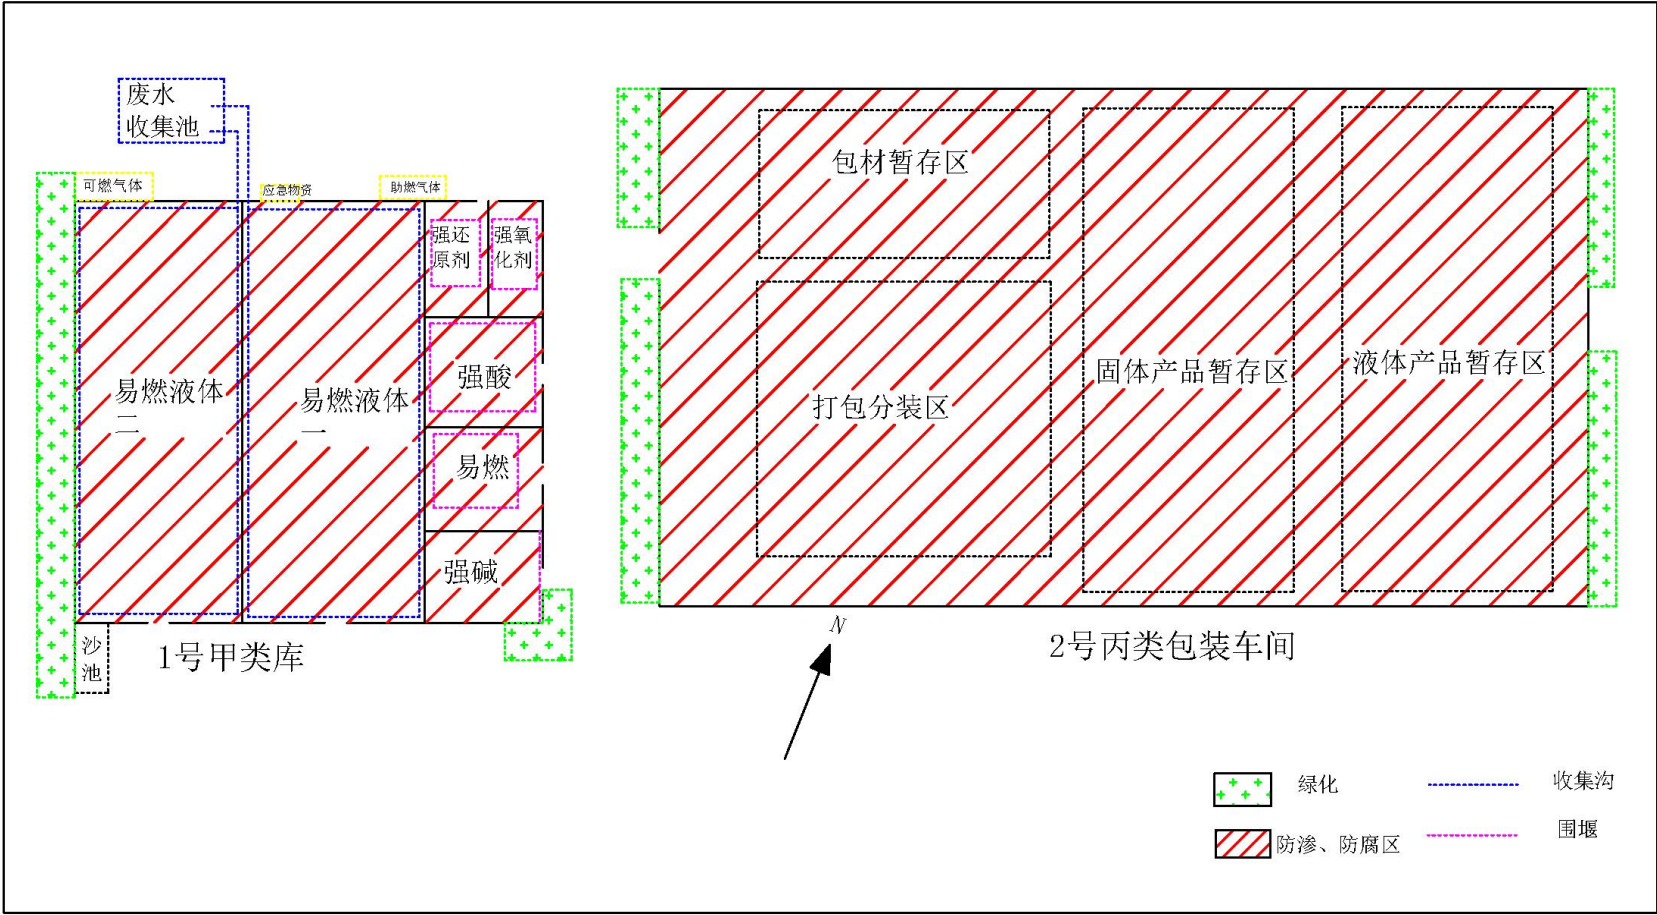 废水
收集池
可燃气体
应急物资
助燃气体
强还
原剂
强氧
化剂
强酸
易燃液体
二
易燃液体
一
易燃
强碱
沙
池
1号甲类库
包材暂存区
打包分装区
固体产品暂存区
液体产品暂存区
N
2号丙类包装车间
绿化
收集沟
防渗、防腐区
围堰